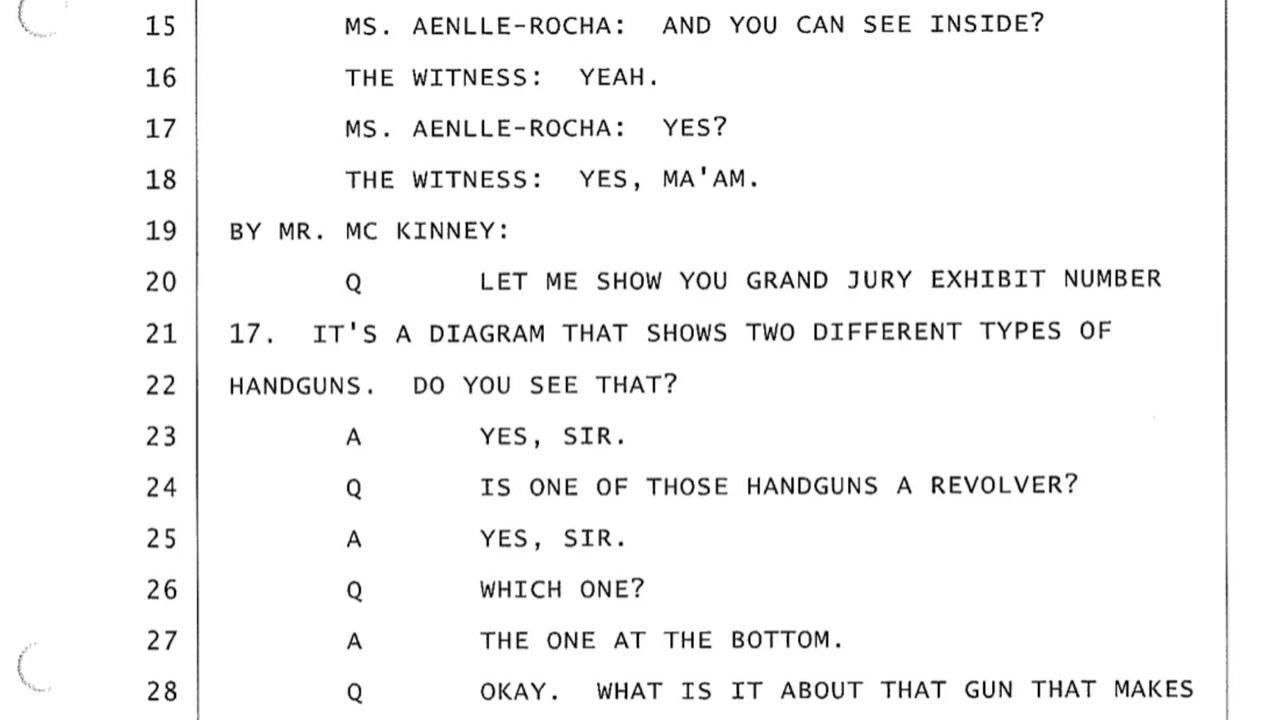 15 MS. AENLLE-ROCHA: AND YOU CAN SEE INSIDE?
16 THE WITNESS: YEAH.
17 MS. AENLLE-ROCHA: YES?
18 THE WITNESS: YES, MA'AM.
19 BY MR. MC KINNEY:
20 Q LET ME SHOW YOU GRAND JURY EXHIBIT NUMBER
21 17. IT'S A DIAGRAM THAT SHOWS TWO DIFFERENT TYPES OF
22 HANDGUNS. DO YOU SEE THAT?
23 A YES, SIR.
24 Q IS ONE OF THOSE HANDGUNS A REVOLVER?
25 A YES, SIR.
26 Q WHICH ONE?
27 A THE ONE AT THE BOTTOM.
28 Q OKAY. WHAT IS IT ABOUT THAT GUN THAT MAKES